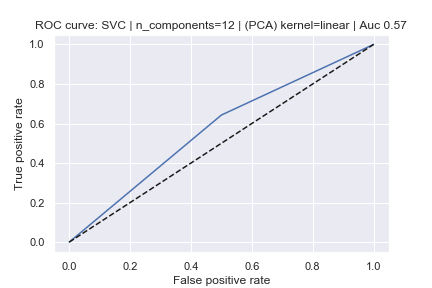 ROC curve: SVC | n_components=12 | (PCA) kernel=linear | Auc 0.57
1.0
0.8
0.6
0.4
0.2
0.0
True positive rate
0.0 0.2 0.4 0.6 0.8 1.0
False positive rate